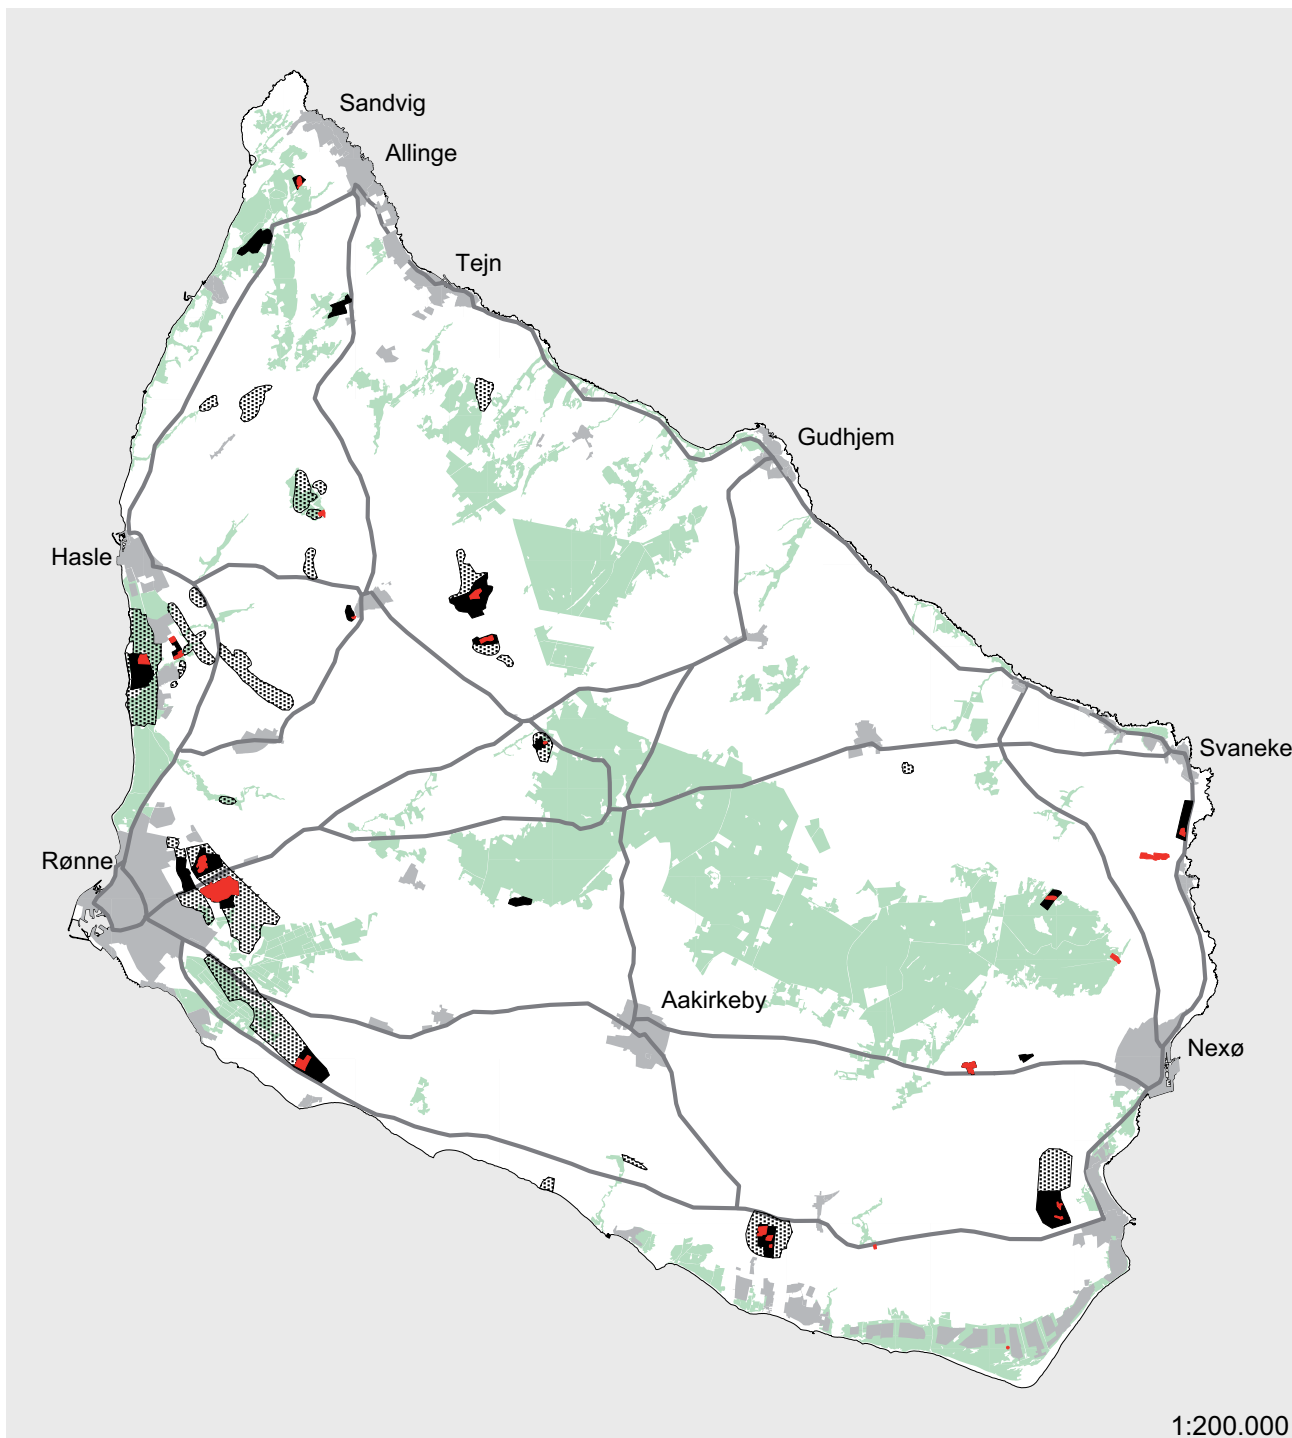 Sandvig
Allinge
Tejn
Gudhjem
Hasle
Svaneke
Rønne
Aakirkeby
Nexø
1:200.000